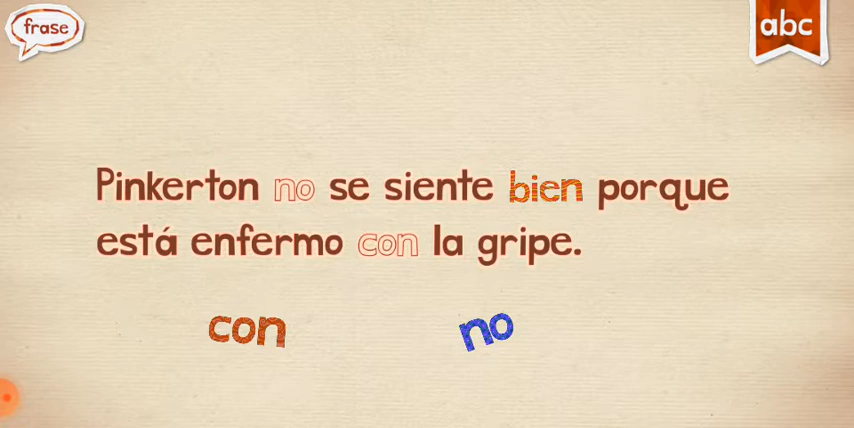 frase
abc
Pinkerton no se siente bien porque
está enfermo con la gripe.
con no